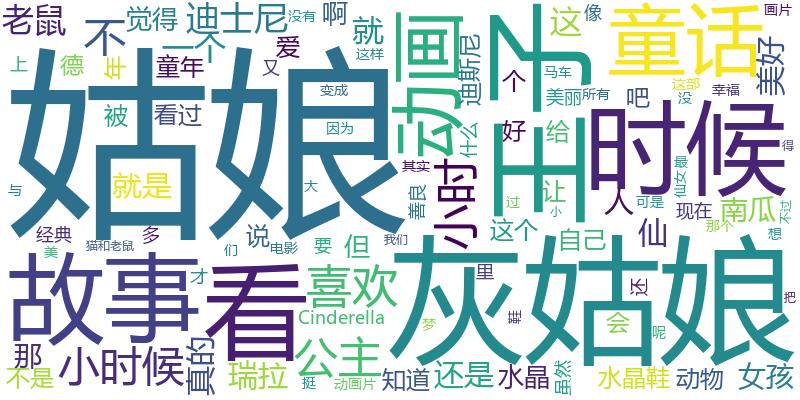 老鼠
不
觉得
迪士尼
没有
啊
一个
就
爱
这样
上
德
年
童年
又
被
看过
变成
因为
姑娘
就是
与
大
动画
迪斯尼
什么
其实
王子
个
好
这
像
童话
画片
美好
马车
美丽
所有
吧
这部
没
幸福
给
时候
得
小时
善良
让
过
小
人
可是
仙女
最
现在
南瓜
不过
这个
自己
仙
那个
想
经典
多
美
猫和老鼠
们
说
电影
要
但
我们
故事
才
看
喜欢
Cinderella
里
灰姑娘
还
把
那
小时候
真的
瑞拉
公主
挺
动画片
知道
还是
梦
鞋
水晶
虽然
会
呢
水晶鞋
动物
女孩
不是